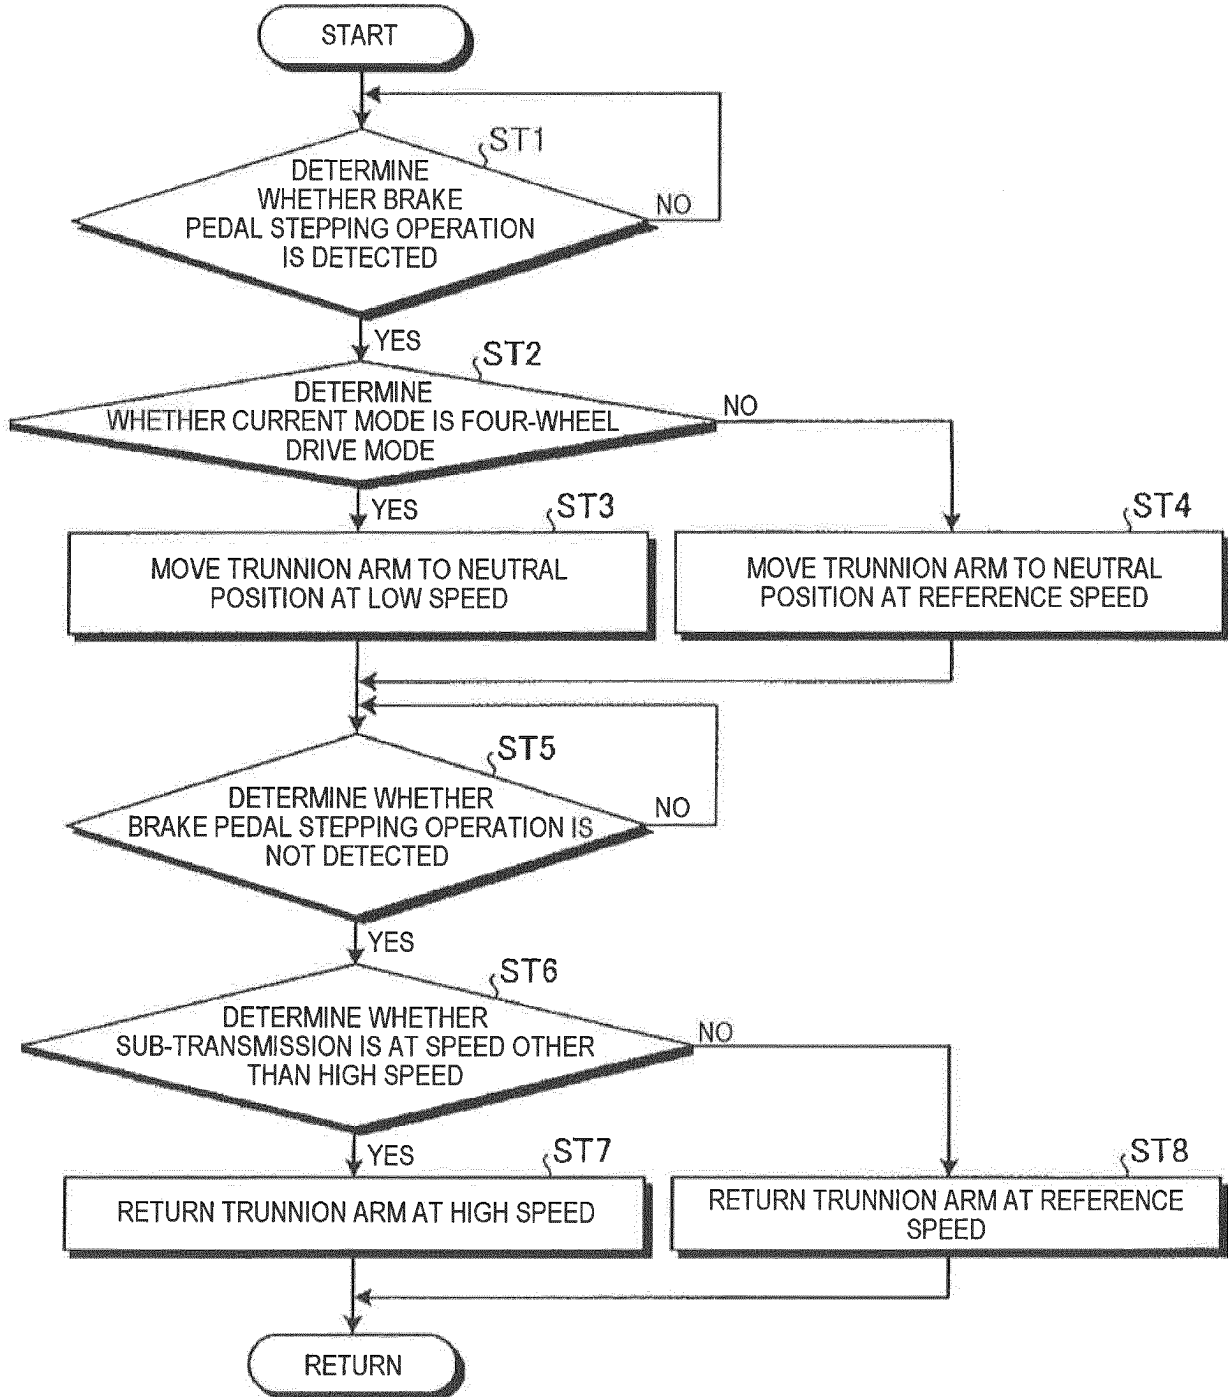 START
ST1
DETERMINE
WHETHER BRAKE
PEDAL STEPPING OPERATION
IS DETECTED
NO
YES
ST2
DETERMINE
WHETHER CURRENT MODE IS FOUR-WHEEL
DRIVE MODE
NO
YES
ST3
MOVE TRUNNION ARM TO NEUTRAL
POSITION AT LOW SPEED
ST4
MOVE TRUNNION ARM TO NEUTRAL
POSITION AT REFERENCE SPEED
ST5
DETERMINE WHETHER
BRAKE PEDAL STEPPING OPERATION IS
NOT DETECTED
NO
YES
ST6
DETERMINE WHETHER
SUB-TRANSMISSION IS AT SPEED OTHER
THAN HIGH SPEED
NO
YES
ST7
RETURN TRUNNION ARM AT HIGH SPEED
ST8
RETURN TRUNNION ARM AT REFERENCE
SPEED
RETURN